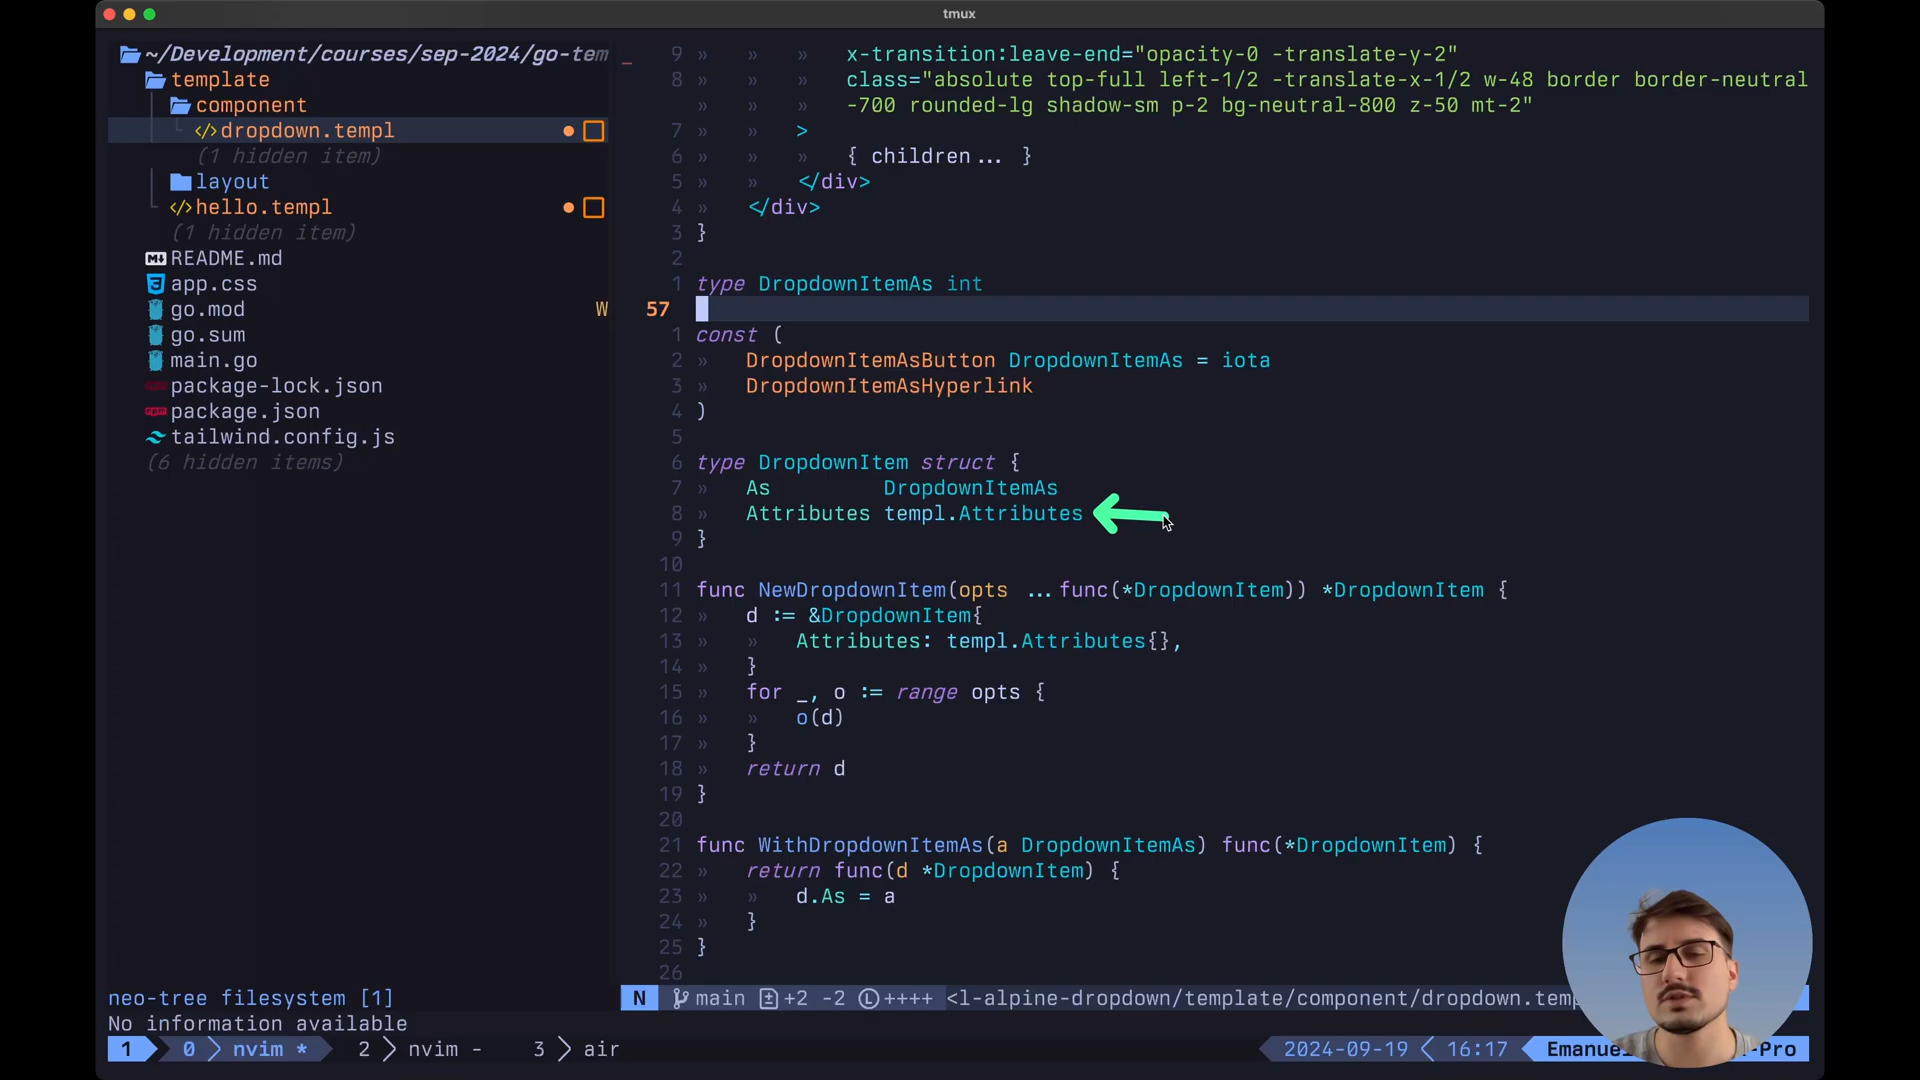 tmux
~/Development/courses/sep-2024/go-tem
template
component
dropdown.templ
(1 hidden item)
layout
hello.templ
(1 hidden item)
README.md
app.css
go.mod W
go.sum
main.go
package-lock.json
package.json
tailwind.config.js
(6 hidden items)
neo-tree filesystem [1]
No information available
9 » » » x-transition:leave-end="opacity-0 -translate-y-2"
8 » » » class="absolute top-full left-1/2 -translate-x-1/2 w-48 border border-neutral
» » » -700 rounded-lg shadow-sm p-2 bg-neutral-800 z-50 mt-2"
7 » » >
6 » » » { children... }
5 » » </div>
4 » </div>
3 }
2
1 type DropdownItemAs int
57
1 const (
2 » DropdownItemAsButton DropdownItemAs = iota
3 » DropdownItemAsHyperlink
4 )
5
6 type DropdownItem struct {
7 » As DropdownItemAs
8 » Attributes templ.Attributes
9 }
10
11 func NewDropdownItem(opts ...func(*DropdownItem)) *DropdownItem {
12 » d := &DropdownItem{
13 » » Attributes: templ.Attributes{},
14 » }
15 » for _, o := range opts {
16 » » o(d)
17 » }
18 » return d
19 }
20
21 func WithDropdownItemAs(a DropdownItemAs) func(*DropdownItem) {
22 » return func(d *DropdownItem) {
23 » » d.As = a
24 » }
25 }
26
N main +2 -2 L++++ <l-alpine-dropdown/template/component/dropdown.tem
1 0 nvim * 2 nvim - 3 air 2024-09-19 16:17 -Pro